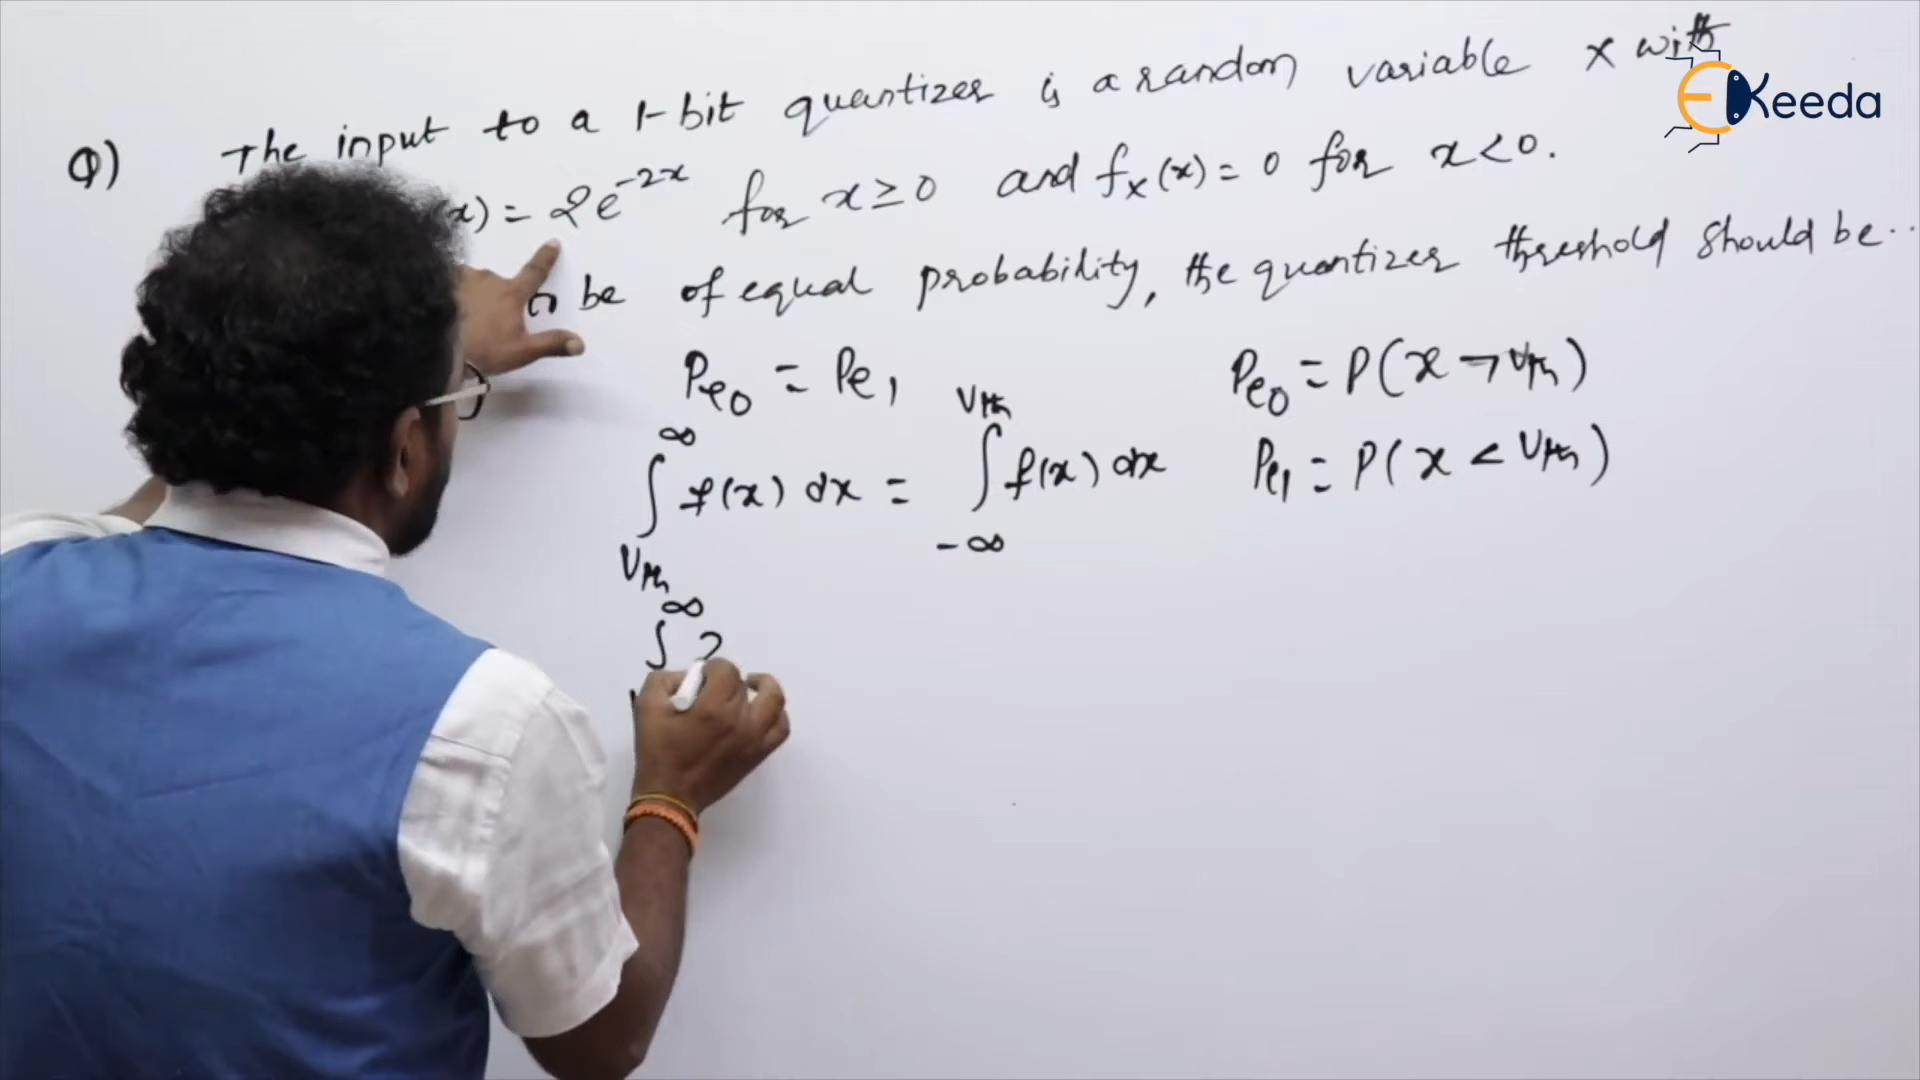 Q) The input to a 1-bit quantizer is a random variable X with
(x) = 2e^{-2x} for x ≥ 0 and f_X(x) = 0 for x < 0.
be of equal probability, the quantizer threshold should be..
Pe0 = Pe1
Pe0 = P(x > Vth)
∫_{Vth}^{∞} f(x) dx = ∫_{-∞}^{Vth} f(x) dx
Pe1 = P(x < Vth)
∫^{∞} 2
EKeeda